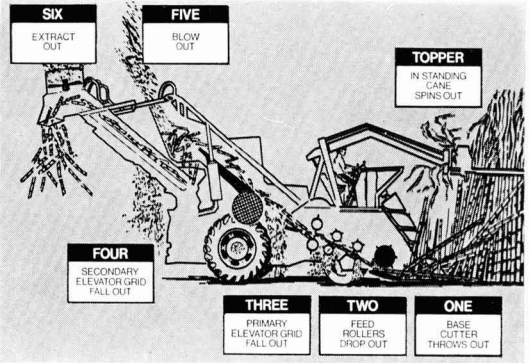 SIX
EXTRACT
OUT
FIVE
BLOW
OUT
TOPPER
IN STANDING
CANE
SPINS OUT
FOUR
SECONDARY
ELEVATOR GRID
FALL OUT
THREE
PRIMARY
ELEVATOR GRID
FALL OUT
TWO
FEED
ROLLERS
DROP OUT
ONE
BASE
CUTTER
THROWS OUT